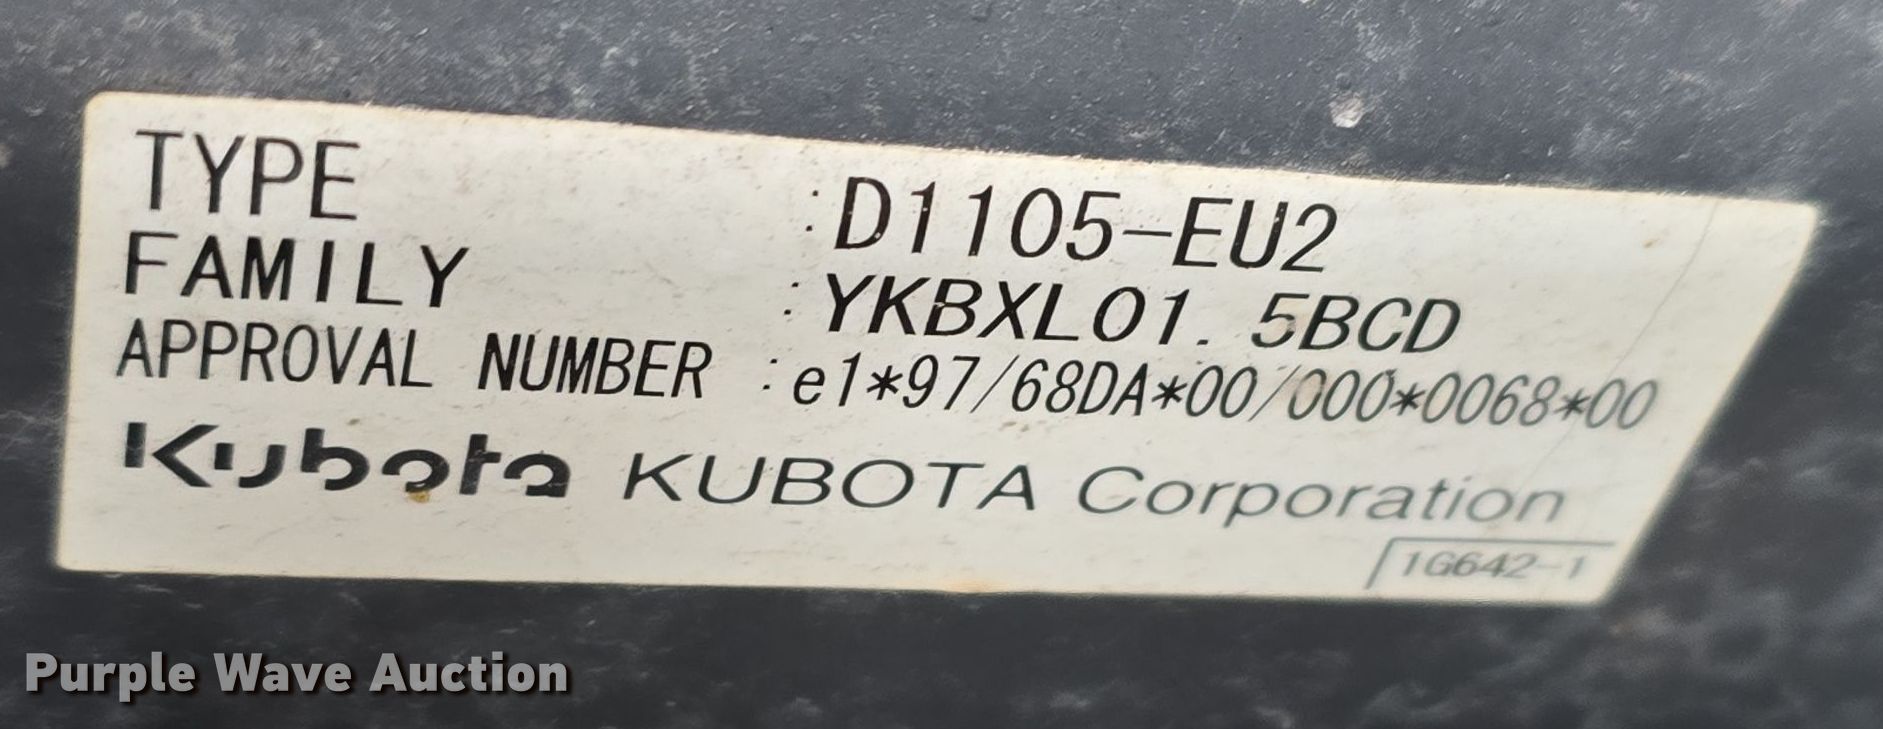 TYPE :D1105-EU2
FAMILY :YKBXL01.5BCD
APPROVAL NUMBER :e1*97/68DA*00/000*0068*00
Kubota KUBOTA Corporation
1G642-1
Purple Wave Auction